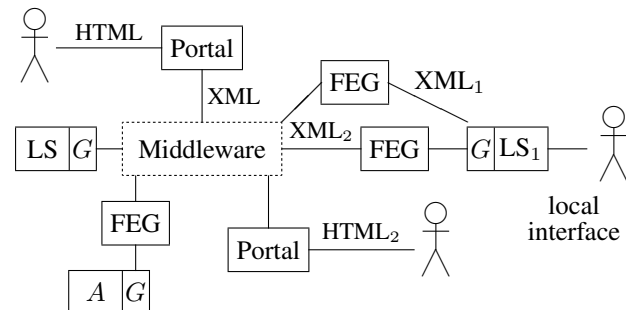 HTML
Portal
FEG
XML₁
XML
XML₂
LS G
Middleware
FEG
G LS₁
FEG
local
interface
Portal
HTML₂
A G